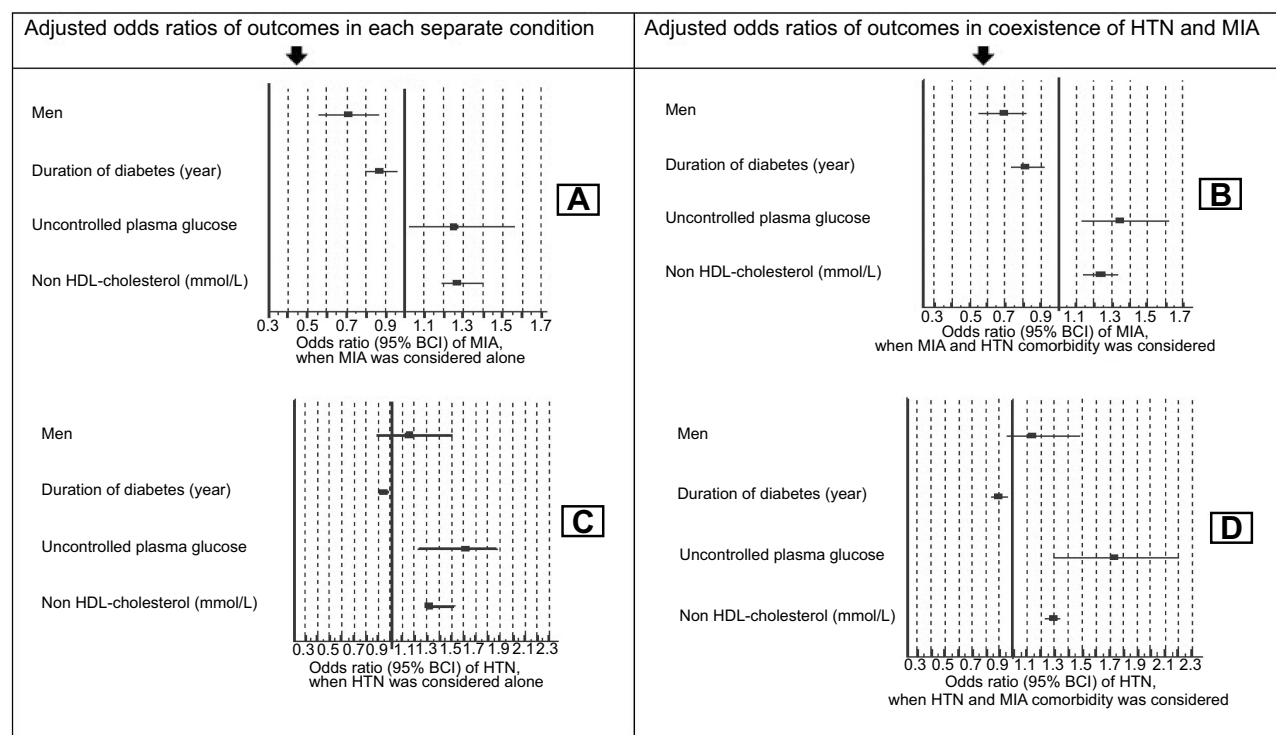 Adjusted odds ratios of outcomes in each separate condition
Adjusted odds ratios of outcomes in coexistence of HTN and MIA
Men
Duration of diabetes (year)
Uncontrolled plasma glucose
Non HDL-cholesterol (mmol/L)
A
0.3 0.5 0.7 0.9 1.1 1.3 1.5 1.7
Odds ratio (95% BCI) of MIA,
when MIA was considered alone
Men
Duration of diabetes (year)
Uncontrolled plasma glucose
Non HDL-cholesterol (mmol/L)
B
0.3 0.5 0.7 0.9 1.1 1.3 1.5 1.7
Odds ratio (95% BCI) of MIA,
when MIA and HTN comorbidity was considered
Men
Duration of diabetes (year)
Uncontrolled plasma glucose
Non HDL-cholesterol (mmol/L)
C
0.3 0.5 0.7 0.9 1.1 1.3 1.5 1.7 1.9 2.1 2.3
Odds ratio (95% BCI) of HTN,
when HTN was considered alone
Men
Duration of diabetes (year)
Uncontrolled plasma glucose
Non HDL-cholesterol (mmol/L)
D
0.3 0.5 0.7 0.9 1.1 1.3 1.5 1.7 1.9 2.1 2.3
Odds ratio (95% BCI) of HTN,
when HTN and MIA comorbidity was considered